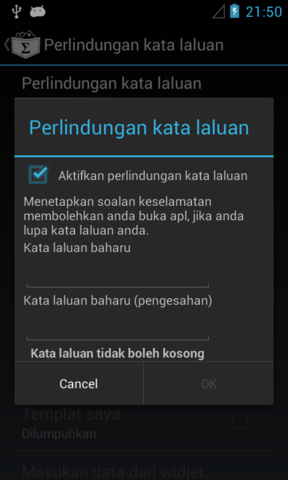 21:50
Perlindungan kata laluan
Perlindungan kata laluan
Perlindungan kata laluan
Aktifkan perlindungan kata laluan
Menetapkan soalan keselamatan
membolehkan anda buka apl, jika anda
lupa kata laluan anda.
Kata laluan baharu
Kata laluan baharu (pengesahan)
Kata laluan tidak boleh kosong
Cancel
OK
Templat saya
Dilumpuhkan
Masukan data dari widjet...